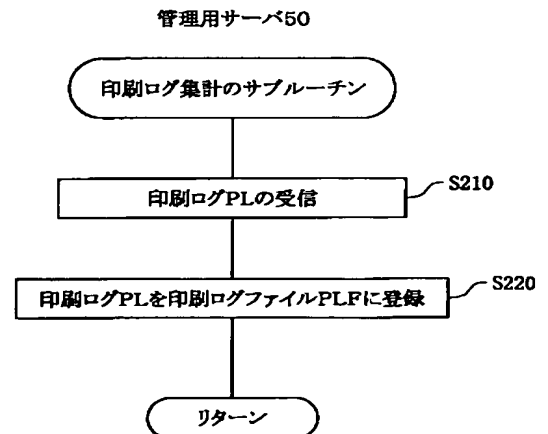 管理用サーバ50
印刷ログ集計のサブルーチン
印刷ログPLの受信
S210
印刷ログPLを印刷ログファイルPLFに登録
S220
リターン